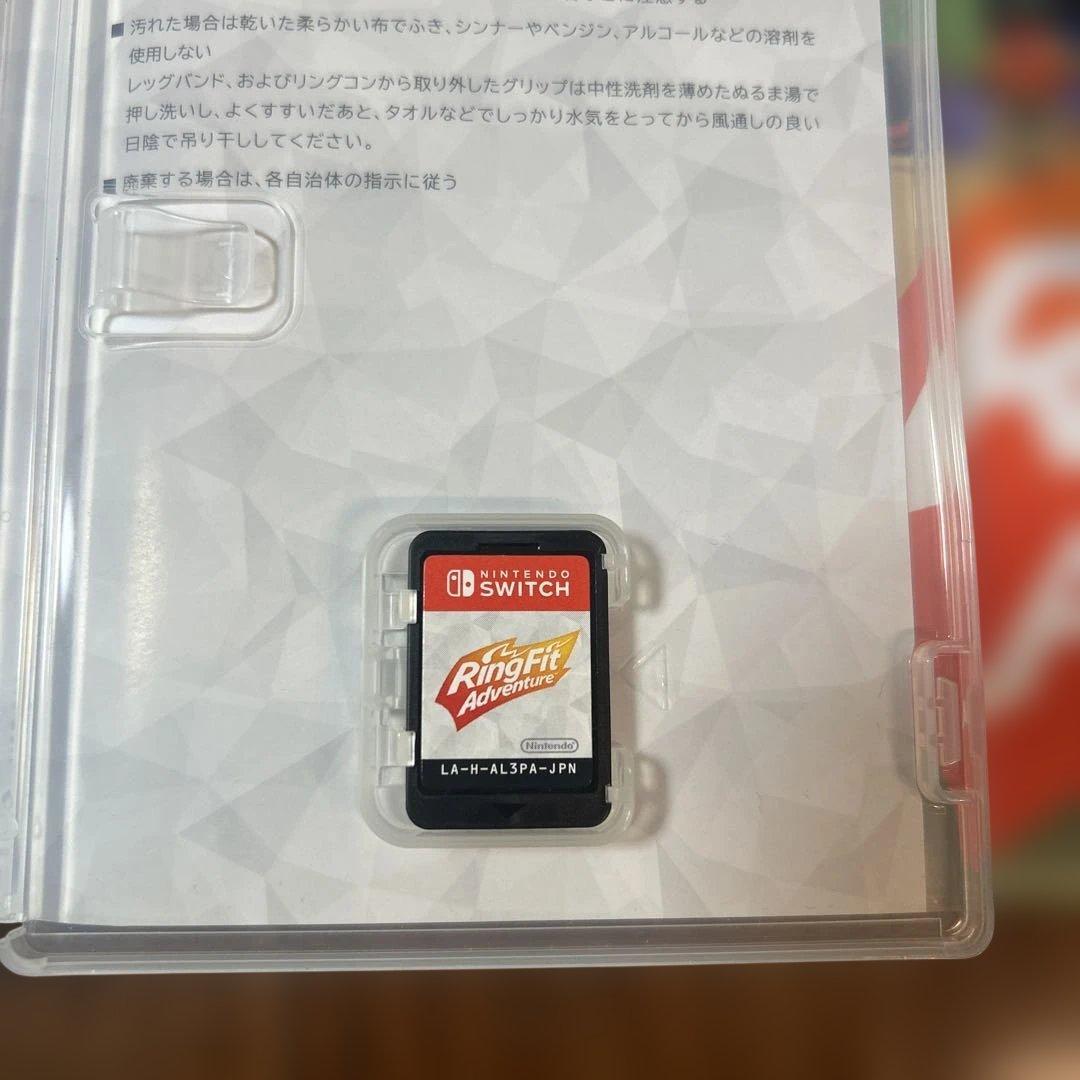 に注意する
■汚れた場合は乾いた柔らかい布でふき、シンナーやベンジン、アルコールなどの溶剤を
使用しない
レッグバンド、およびリングコンから取り外したグリップは中性洗剤を薄めたぬるま湯で
押し洗いし、よくすすいだあと、タオルなどでしっかり水気をとってから風通しの良い
日陰で吊り干ししてください。
■廃棄する場合は、各自治体の指示に従う
NINTENDO
SWITCH
RingFit
Adventure™
Nintendo
LA-H-AL3PA-JPN